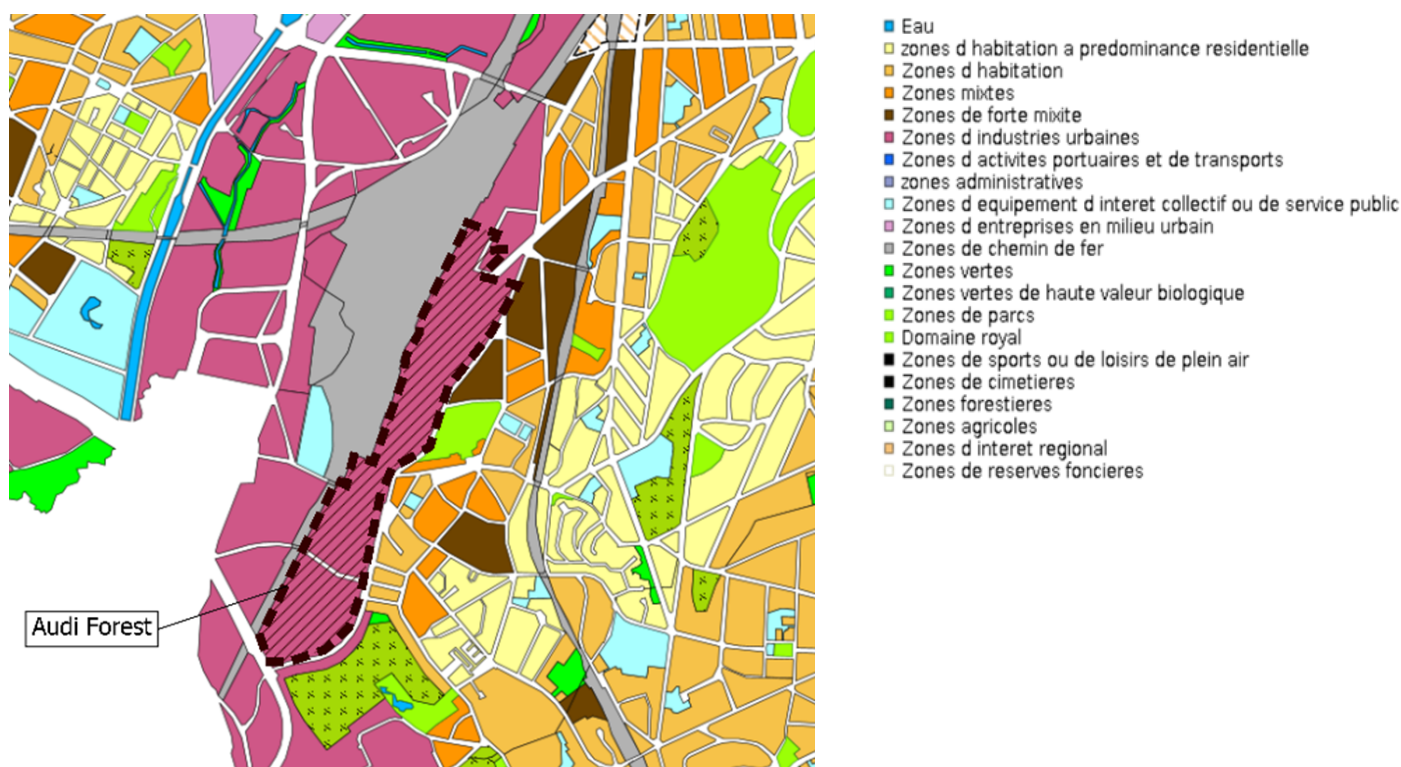 Audi Forest
Eau
zones d habitation a predominance residentielle
Zones d habitation
Zones mixtes
Zones de forte mixite
Zones d industries urbaines
Zones d activites portuaires et de transports
zones administratives
Zones d equipement d interet collectif ou de service public
Zones d entreprises en milieu urbain
Zones de chemin de fer
Zones vertes
Zones vertes de haute valeur biologique
Zones de parcs
Domaine royal
Zones de sports ou de loisirs de plein air
Zones de cimetieres
Zones forestieres
Zones agricoles
Zones d interet regional
Zones de reserves foncieres